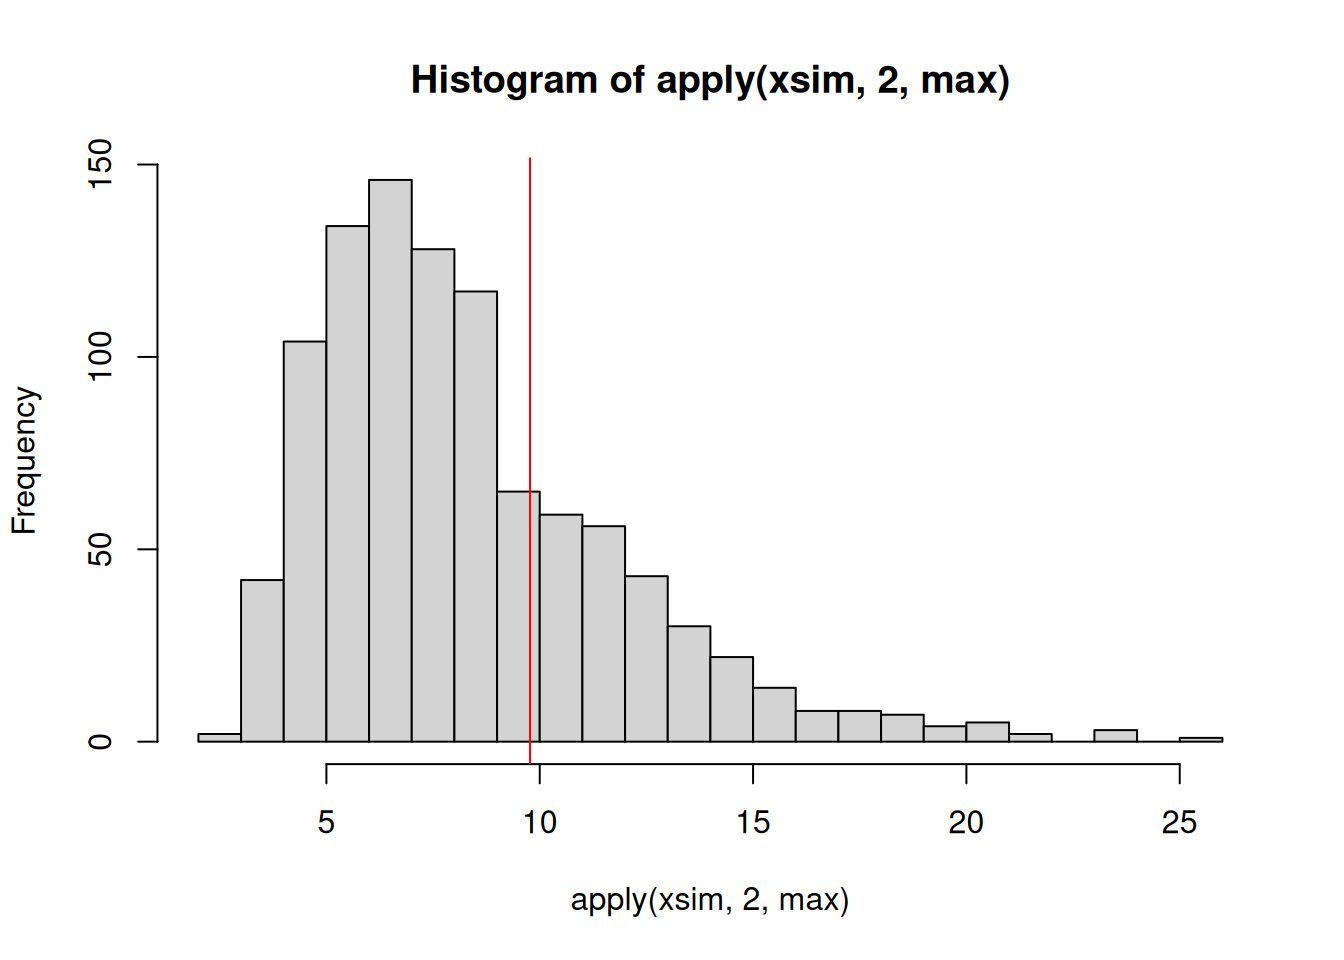 Histogram of apply(xsim, 2, max)
Frequency
150
100
50
0
5 10 15 20 25
apply(xsim, 2, max)